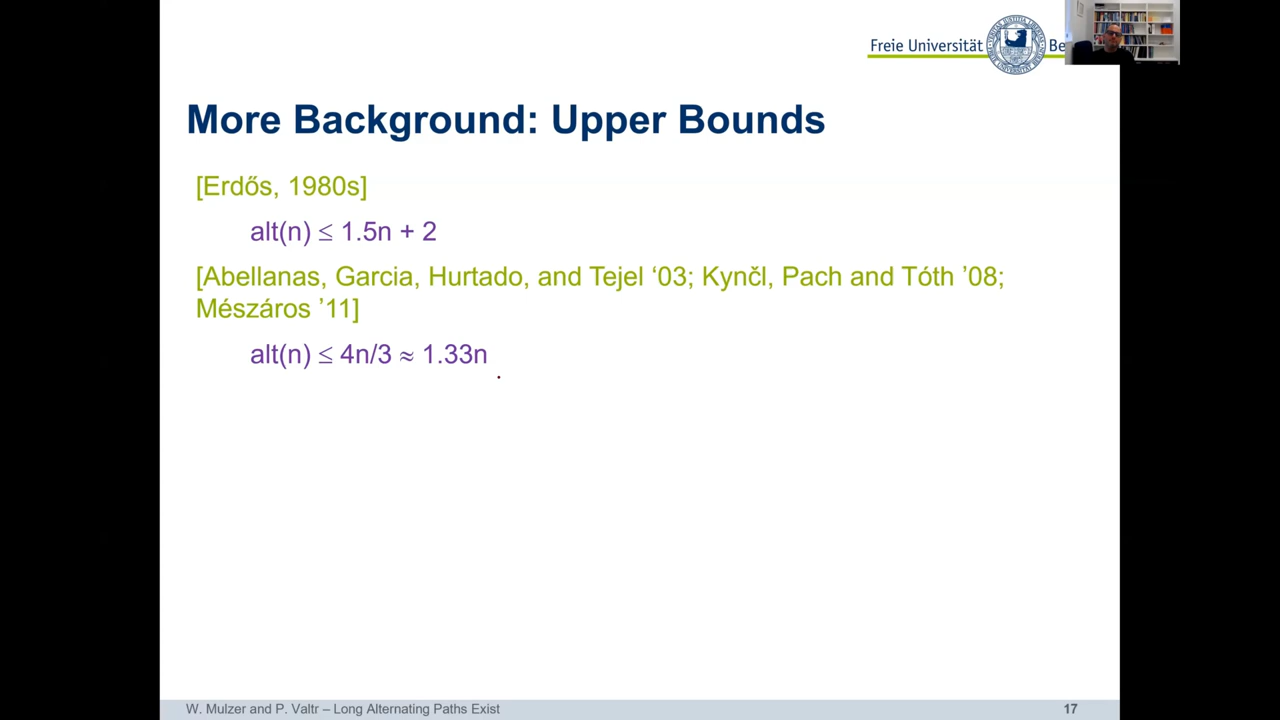 Freie Universität Be
More Background: Upper Bounds
[Erdős, 1980s]
alt(n) ≤ 1.5n + 2
[Abellanas, Garcia, Hurtado, and Tejel ‘03; Kynčl, Pach and Tóth ’08;
Mészáros ’11]
alt(n) ≤ 4n/3 ≈ 1.33n
W. Mulzer and P. Valtr – Long Alternating Paths Exist
17